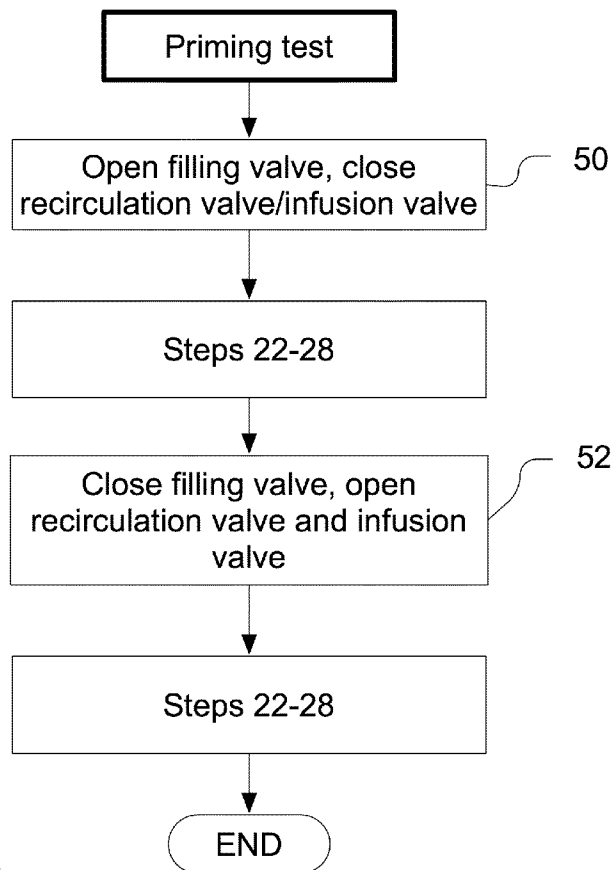 Priming test
Open filling valve, close
recirculation valve/infusion valve
50
Steps 22-28
Close filling valve, open
recirculation valve and infusion
valve
52
Steps 22-28
END